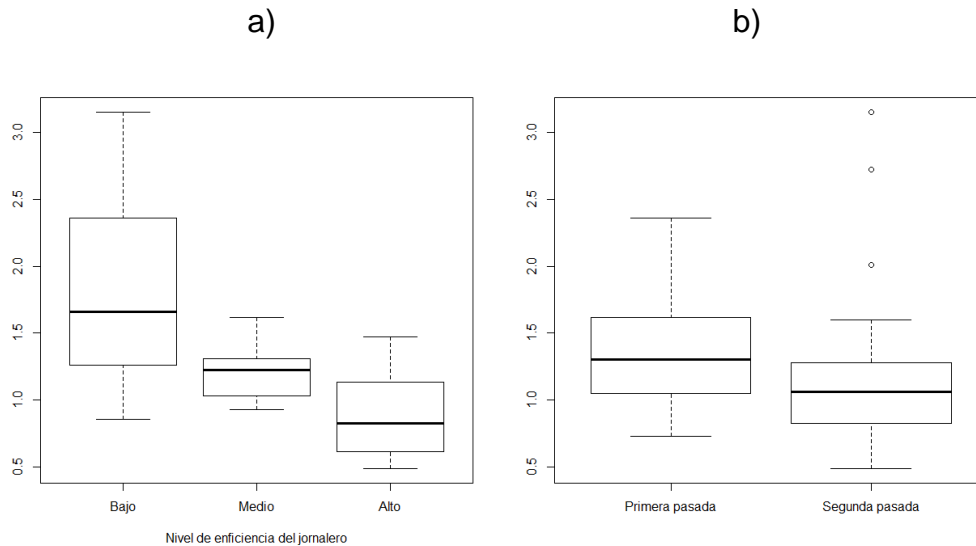 a)
b)
3.0
2.5
2.0
1.5
1.0
0.5
Bajo Medio Alto
Nivel de enficiencia del jornalero
3.0
2.5
2.0
1.5
1.0
0.5
Primera pasada Segunda pasada